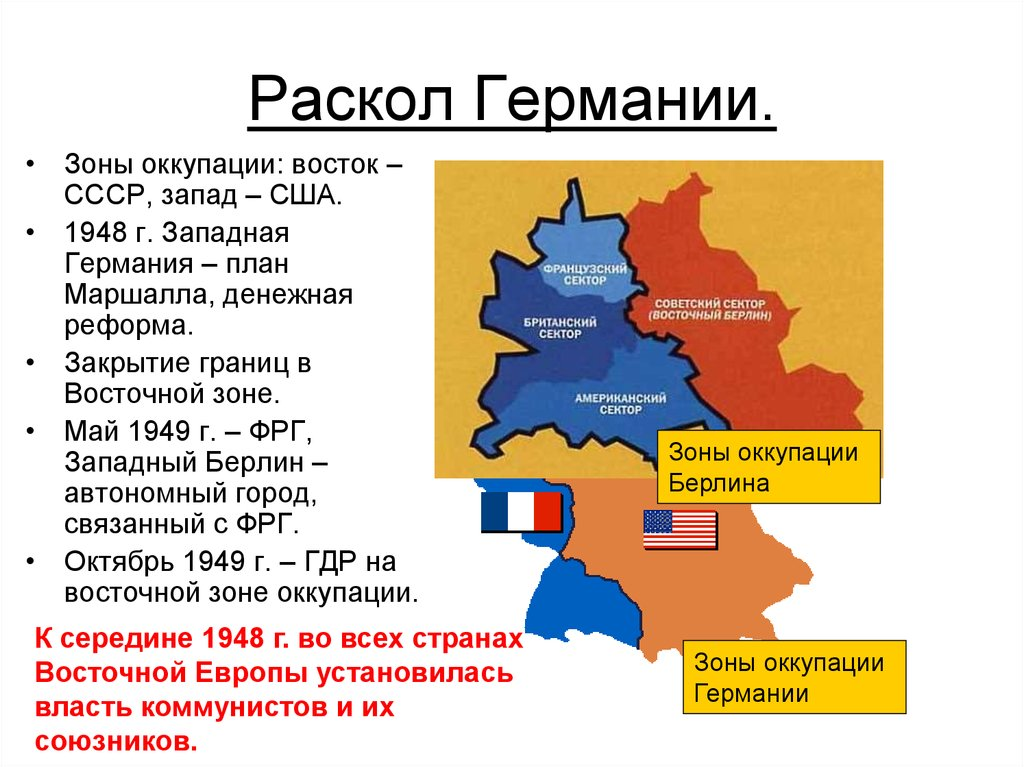 Раскол Германии.
• Зоны оккупации: восток –
СССР, запад – США.
• 1948 г. Западная
Германия – план
Маршалла, денежная
реформа.
• Закрытие границ в
Восточной зоне.
• Май 1949 г. – ФРГ,
Западный Берлин –
автономный город,
связанный с ФРГ.
• Октябрь 1949 г. – ГДР на
восточной зоне оккупации.
К середине 1948 г. во всех странах
Восточной Европы установилась
власть коммунистов и их
союзников.
ФРАНЦУЗСКИЙ
СЕКТОР
СОВЕТСКИЙ СЕКТОР
(ВОСТОЧНЫЙ БЕРЛИН)
БРИТАНСКИЙ
СЕКТОР
АМЕРИКАНСКИЙ
СЕКТОР
Зоны оккупации
Берлина
Зоны оккупации
Германии